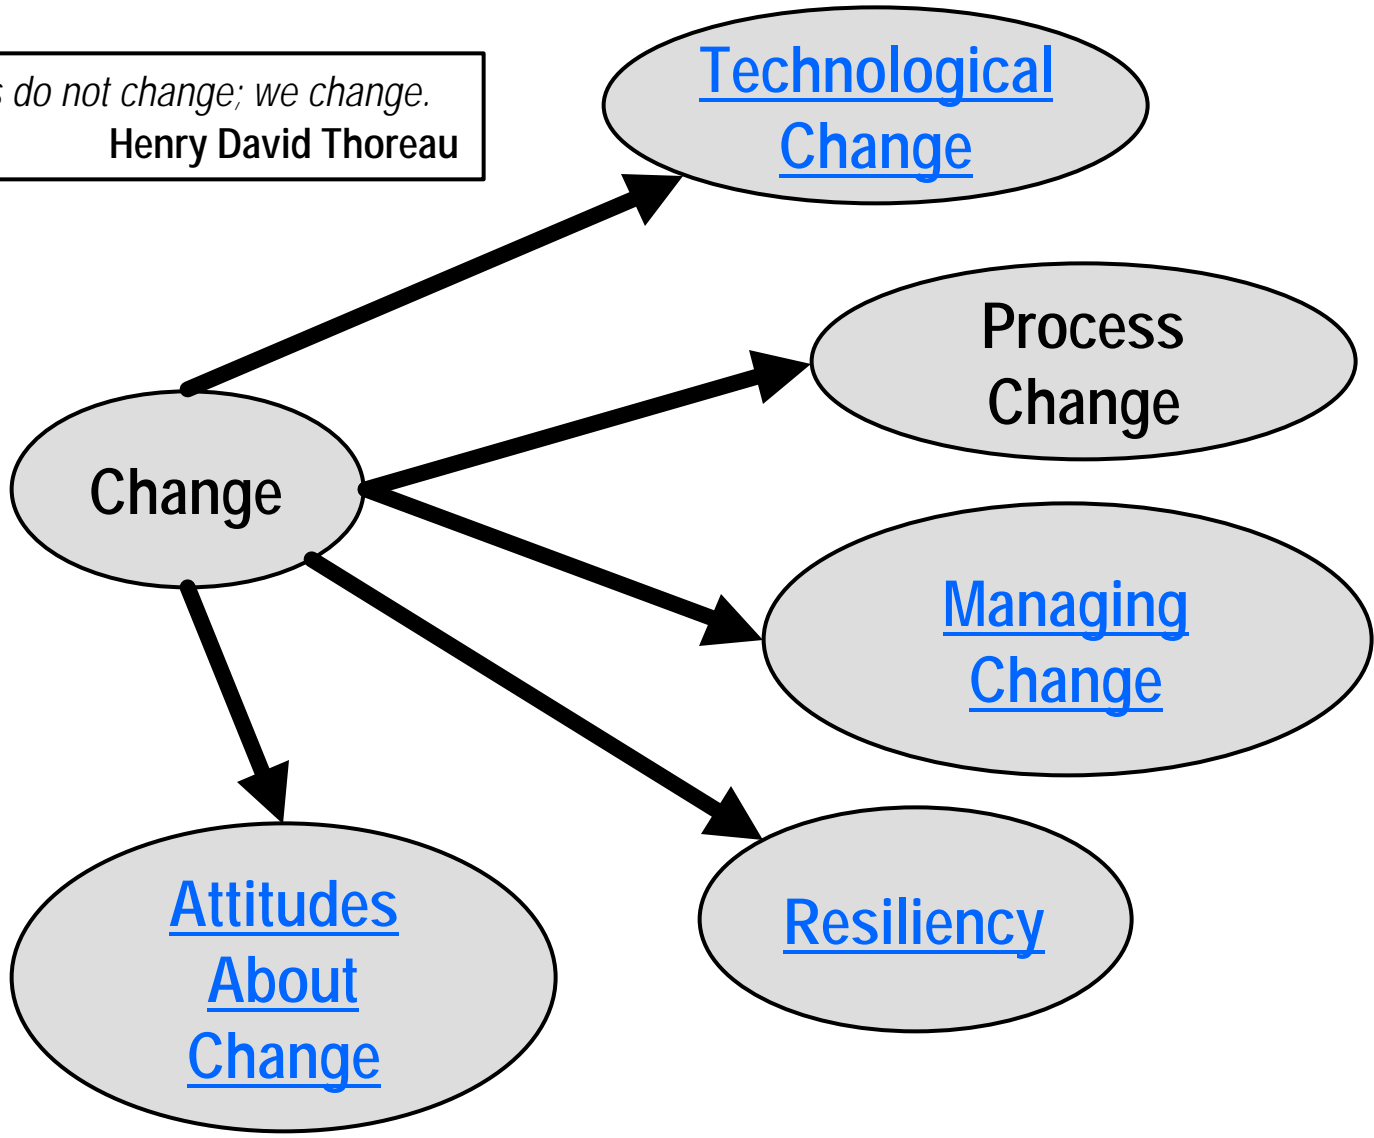 do not change; we change.
Henry David Thoreau
Technological
Change
Process
Change
Change
Managing
Change
Attitudes
About
Change
Resiliency